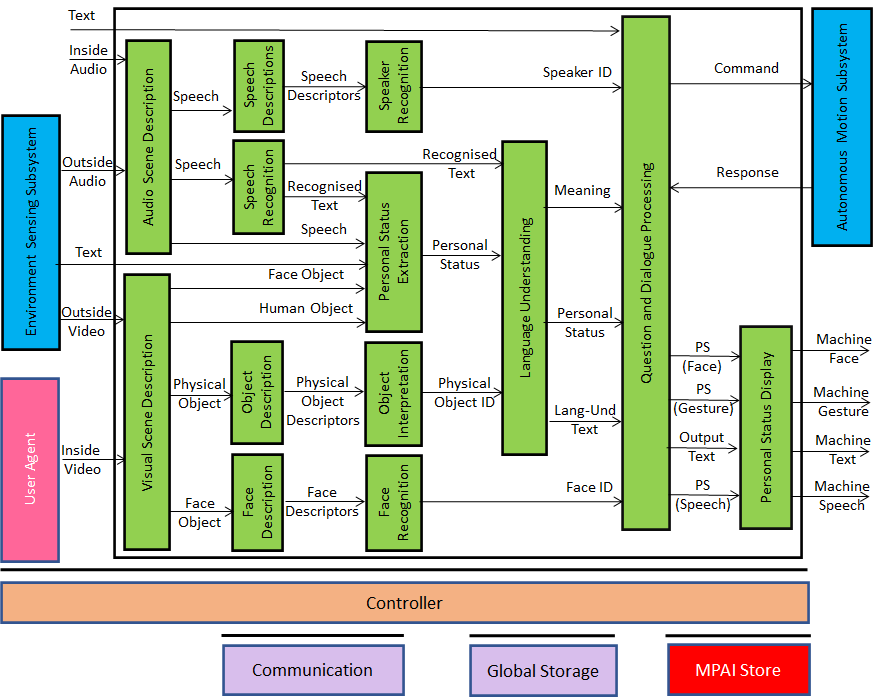 Text
Inside
Audio
Outside
Audio
Text
Outside
Video
Inside
Video
Environment Sensing Subsystem
User Agent
Audio Scene Description
Visual Scene Description
Speech
Speech
Speech
Face Object
Human Object
Physical
Object
Face
Object
Speech
Descriptions
Speech
Recognition
Object
Description
Face
Description
Speech
Descriptors
Recognised
Text
Physical
Object
Descriptors
Face
Descriptors
Speaker
Recognition
Personal Status
Extraction
Object
Interpretation
Face
Recognition
Recognised
Text
Personal
Status
Physical
Object ID
Language Understanding
Speaker ID
Meaning
Personal
Status
Lang-Und
Text
Face ID
Question and Dialogue Processing
Command
Response
PS
(Face)
PS
(Gesture)
Output
Text
PS
(Speech)
Personal Status Display
Autonomous Motion Subsystem
Machine
Face
Machine
Gesture
Machine
Text
Machine
Speech
Controller
Communication
Global Storage
MPAI Store